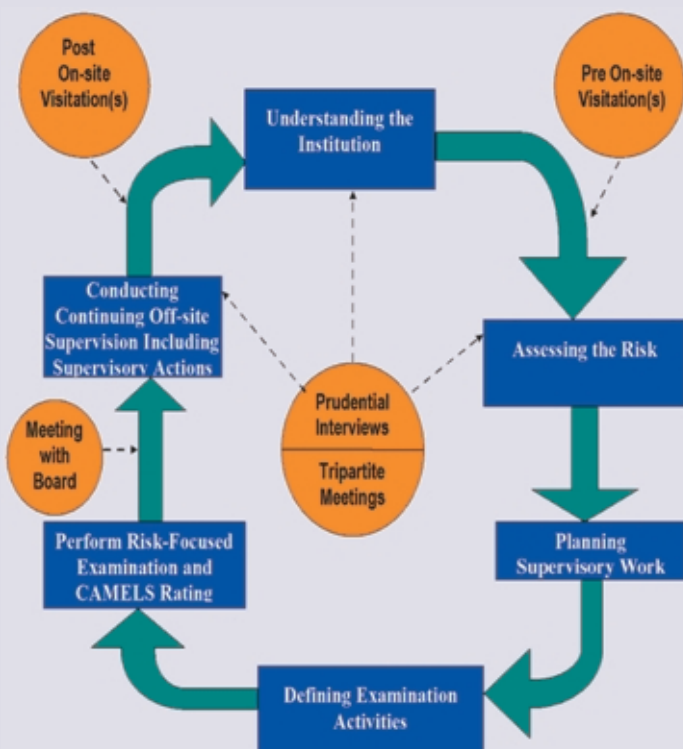 Post
On-site
Visitation(s)
Pre On-site
Visitation(s)
Understanding the
Institution
Conducting
Continuing Off-site
Supervision Including
Supervisory Actions
Assessing the Risk
Prudential
Interviews
Tripartite
Meetings
Meeting
with
Board
Perform Risk-Focused
Examination and
CAMELS Rating
Planning
Supervisory Work
Defining Examination
Activities